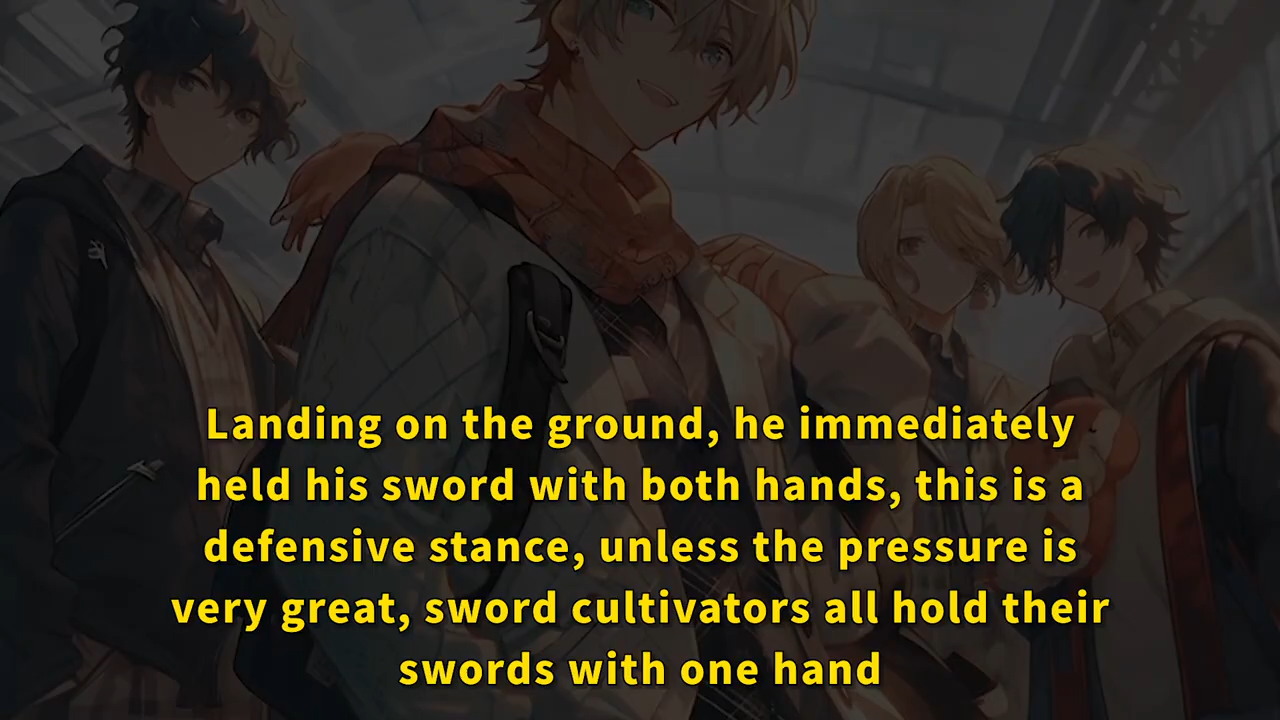 Landing on the ground, he immediately
held his sword with both hands, this is a
defensive stance, unless the pressure is
very great, sword cultivators all hold their
swords with one hand